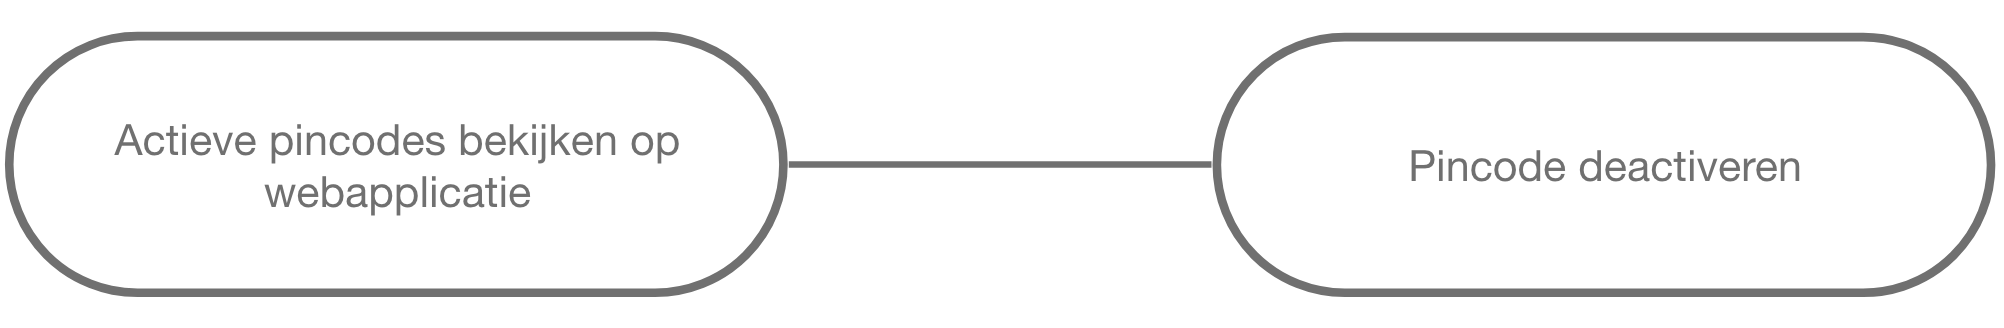 Actieve pincodes bekijken op
webapplicatie
Pincode deactiveren